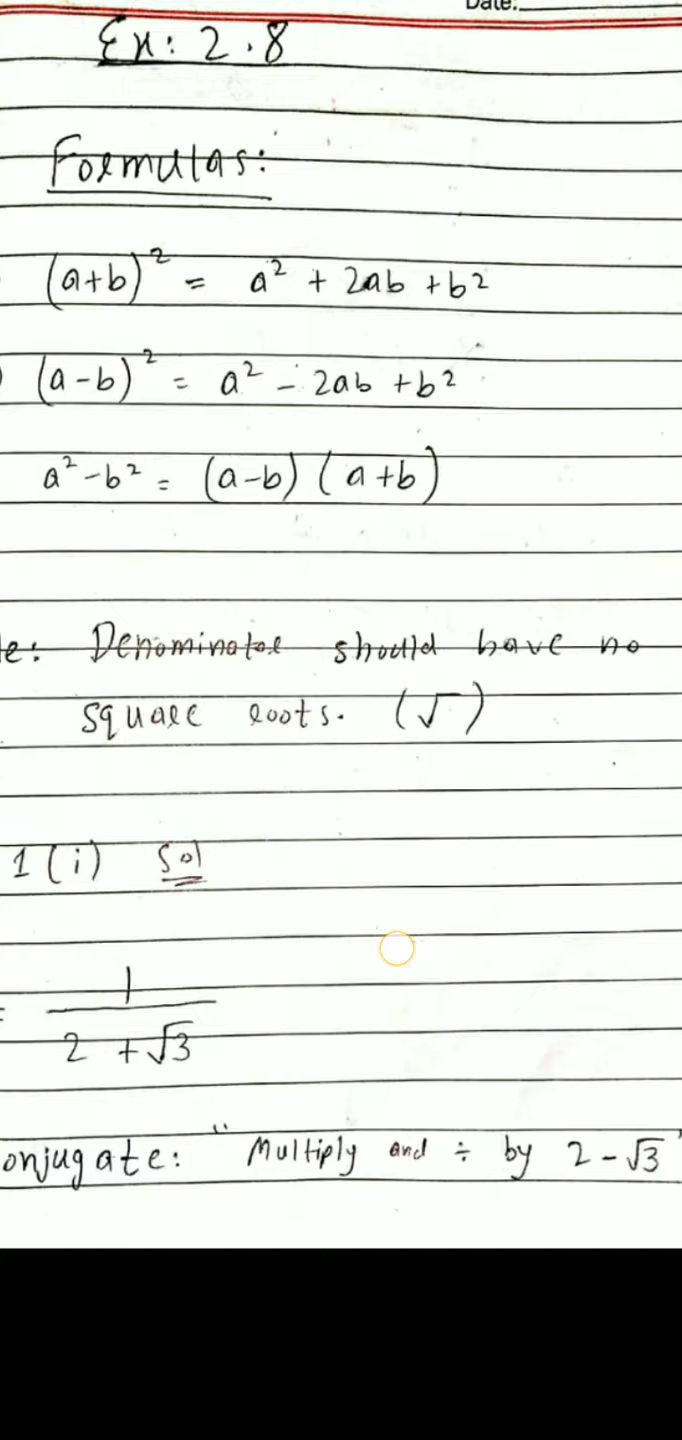 Date:
Ex: 2.8
Formulas:
(a+b)² = a² + 2ab + b²
) (a-b)² = a² - 2ab + b²
a² - b² = (a-b) (a+b)
te: Denominator should have no
square roots. (√ )
1 (i) Sol
= 1 / (2 + √3)
onjugate: "Multiply and ÷ by 2 - √3"